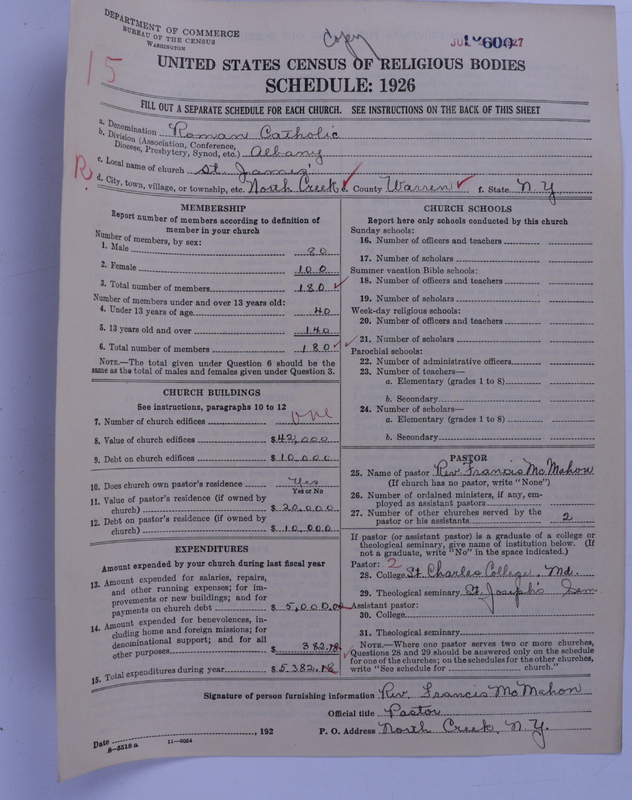 DEPARTMENT OF COMMERCE
BUREAU OF THE CENSUS
WASHINGTON
Copy
15
UNITED STATES CENSUS OF RELIGIOUS BODIES
SCHEDULE: 1926
FILL OUT A SEPARATE SCHEDULE FOR EACH CHURCH. SEE INSTRUCTIONS ON THE BACK OF THIS SHEET
a. Denomination Roman Catholic
b. Division (Association, Conference,
Diocese, Presbytery, Synod, etc.) Albany
c. Local name of church St. James'
R.
d. City, town, village, or township, etc. North Creek e. County Warren f. State N.Y
MEMBERSHIP
Report number of members according to definition of
member in your church
Number of members, by sex:
1. Male 80
2. Female 100
3. Total number of members 180
Number of members under and over 13 years old:
4. Under 13 years of age 40
5. 13 years old and over 140
6. Total number of members 180
NOTE.—The total given under Question 6 should be the
same as the total of males and females given under Question 3.
CHURCH BUILDINGS
See instructions, paragraphs 10 to 12
7. Number of church edifices one
8. Value of church edifices $42,000
9. Debt on church edifices $10,000
10. Does church own pastor's residence Yes
Yes or No
11. Value of pastor's residence (if owned by
church) $20,000
12. Debt on pastor's residence (if owned by
church) $10,000
EXPENDITURES
Amount expended by your church during last fiscal year
13. Amount expended for salaries, repairs,
and other running expenses; for im-
provements or new buildings; and for
payments on church debt $5,000.00
14. Amount expended for benevolences, in-
cluding home and foreign missions; for
denominational support; and for all
other purposes $382.18
15. Total expenditures during year $5,382.18
CHURCH SCHOOLS
Report here only schools conducted by this church
Sunday schools:
16. Number of officers and teachers
17. Number of scholars
Summer vacation Bible schools:
18. Number of officers and teachers
19. Number of scholars
Week-day religious schools:
20. Number of officers and teachers
21. Number of scholars
Parochial schools:
22. Number of administrative officers
23. Number of teachers—
a. Elementary (grades 1 to 8)
b. Secondary
24. Number of scholars—
a. Elementary (grades 1 to 8)
b. Secondary
PASTOR
25. Name of pastor Rev. Francis McMahon
(If church has no pastor, write "None")
26. Number of ordained ministers, if any, em-
ployed as assistant pastors
27. Number of other churches served by the
pastor or his assistants 2
If pastor (or assistant pastor) is a graduate of a college or
theological seminary, give name of institution below. (If
not a graduate, write "No" in the space indicated.)
Pastor: 2
28. College St. Charles College, Md.
29. Theological seminary St. Joseph's Sem
Assistant pastor:
30. College
31. Theological seminary
NOTE.—Where one pastor serves two or more churches,
Questions 28 and 29 should be answered only on the schedule
for one of the churches; on the schedules for the other churches,
write "See schedule for church."
Signature of person furnishing information Rev. Francis McMahon
Official title Pastor
Date , 192 P. O. Address North Creek, N.Y.
8-5518a 11-9054